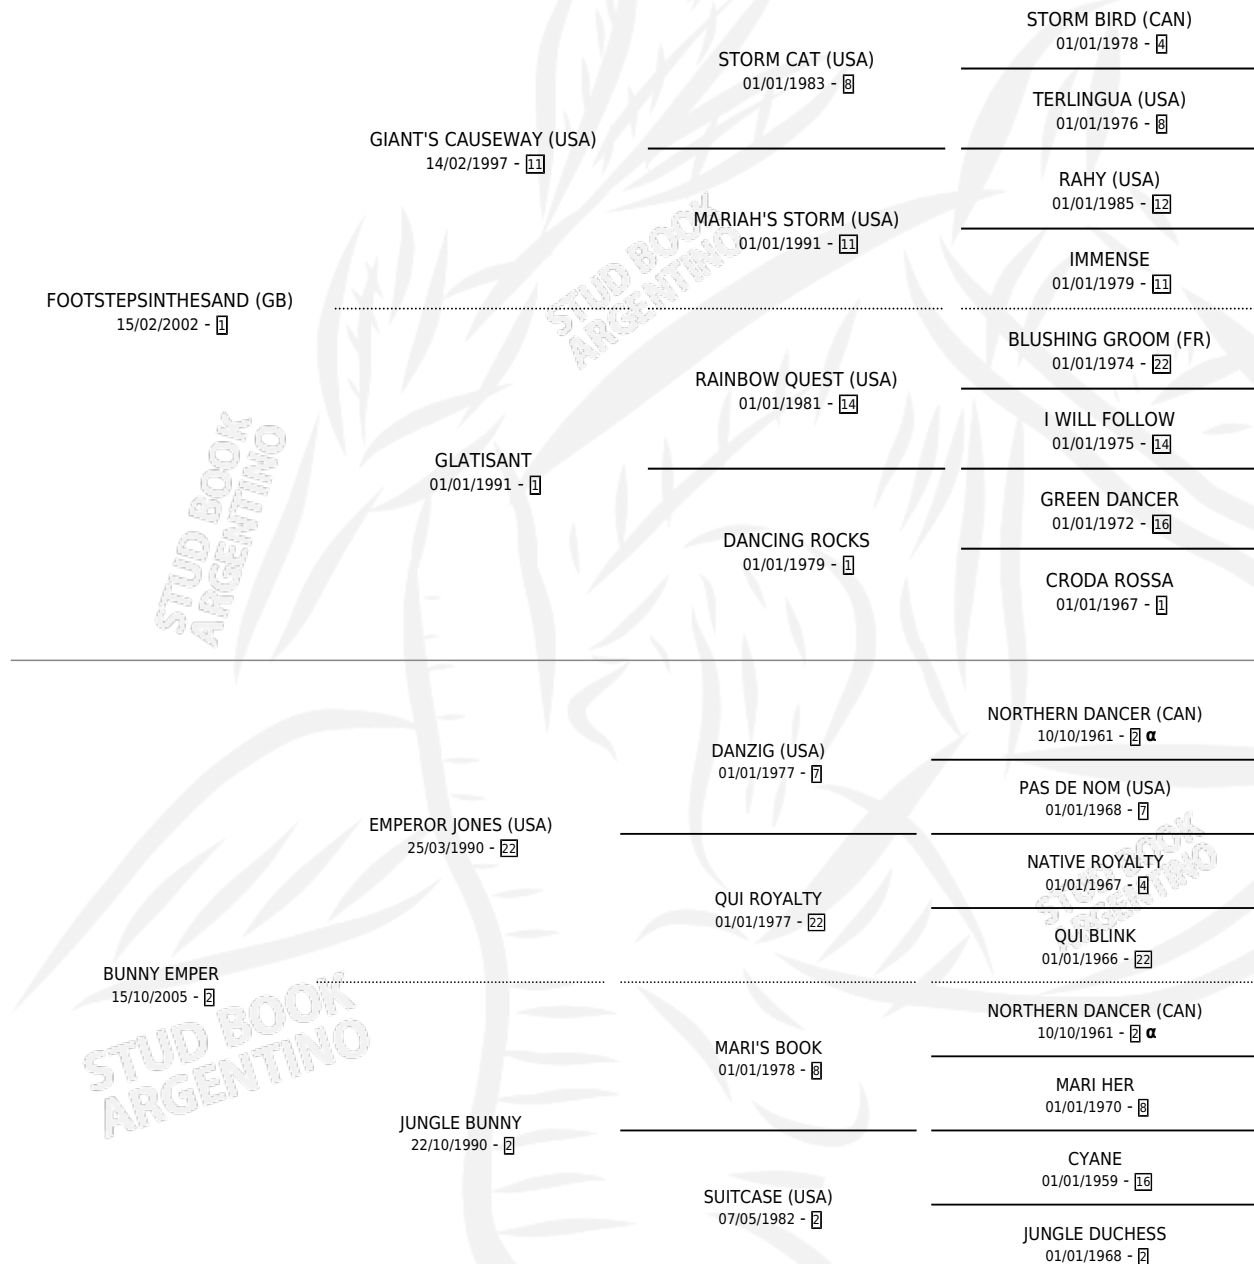 STORM BIRD (CAN)
01/01/1978 - 4
STORM CAT (USA)
01/01/1983 - 8
TERLINGUA (USA)
01/01/1976 - 8
GIANT'S CAUSEWAY (USA)
14/02/1997 - 11
RAHY (USA)
01/01/1985 - 12
MARIAH'S STORM (USA)
01/01/1991 - 11
IMMENSE
01/01/1979 - 11
FOOTSTEPSINTHESAND (GB)
15/02/2002 - 1
BLUSHING GROOM (FR)
01/01/1974 - 22
RAINBOW QUEST (USA)
01/01/1981 - 14
I WILL FOLLOW
01/01/1975 - 14
GLATISANT
01/01/1991 - 1
GREEN DANCER
01/01/1972 - 16
DANCING ROCKS
01/01/1979 - 1
CRODA ROSSA
01/01/1967 - 1
NORTHERN DANCER (CAN)
10/10/1961 - 2 α
DANZIG (USA)
01/01/1977 - 7
PAS DE NOM (USA)
01/01/1968 - 7
EMPEROR JONES (USA)
25/03/1990 - 22
NATIVE ROYALTY
01/01/1967 - 4
QUI ROYALTY
01/01/1977 - 22
QUI BLINK
01/01/1966 - 22
BUNNY EMPER
15/10/2005 - 2
NORTHERN DANCER (CAN)
10/10/1961 - 2 α
MARI'S BOOK
01/01/1978 - 8
MARI HER
01/01/1970 - 8
JUNGLE BUNNY
22/10/1990 - 2
CYANE
01/01/1959 - 16
SUITCASE (USA)
07/05/1982 - 2
JUNGLE DUCHESS
01/01/1968 - 2
STUD BOOK
ARGENTINO
STUD BOOK
ARGENTINO
STUD BOOK
ARGENTINO
STUD BOOK
ARGENTINO